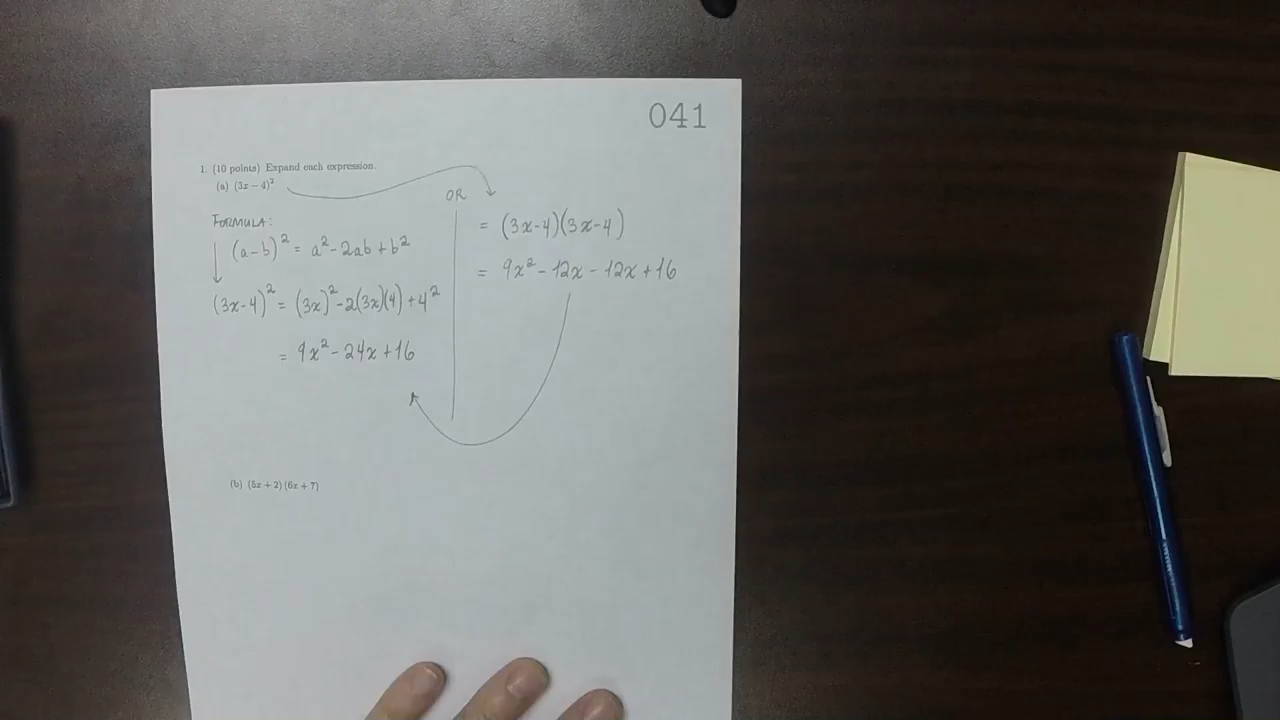 041
1. (10 points) Expand each expression.
(a) (3x − 4)²
FORMULA:
(a-b)² = a² - 2ab + b²
(3x-4)² = (3x)² - 2(3x)(4) + 4²
= 9x² - 24x + 16
OR
= (3x-4)(3x-4)
= 9x² - 12x - 12x + 16
(b) (5x + 2)(6x + 7)